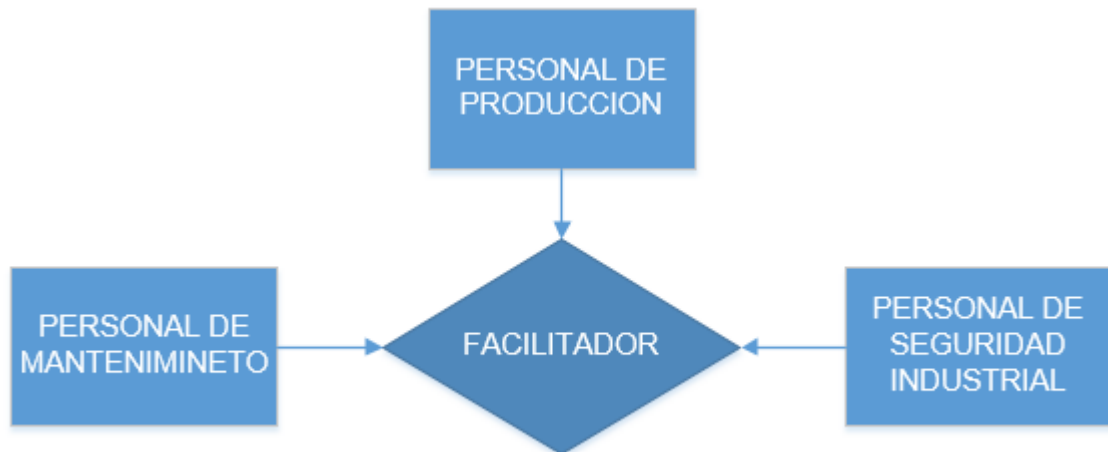 PERSONAL DE
PRODUCCION
PERSONAL DE
MANTENIMINETO
FACILITADOR
PERSONAL DE
SEGURIDAD
INDUSTRIAL